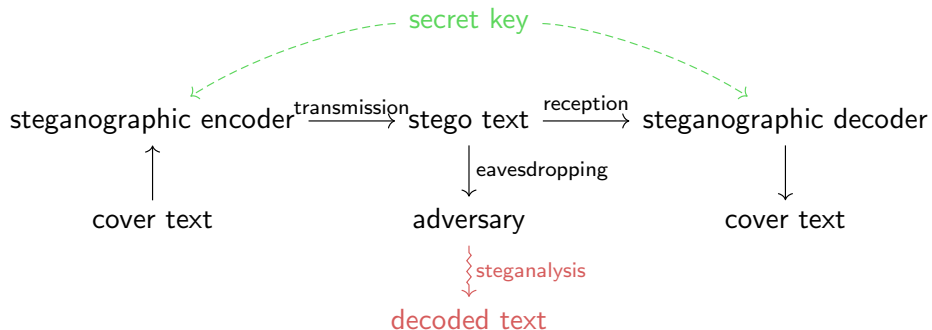 secret key
steganographic encoder transmission stego text reception steganographic decoder
eavesdropping
cover text adversary cover text
steganalysis
decoded text